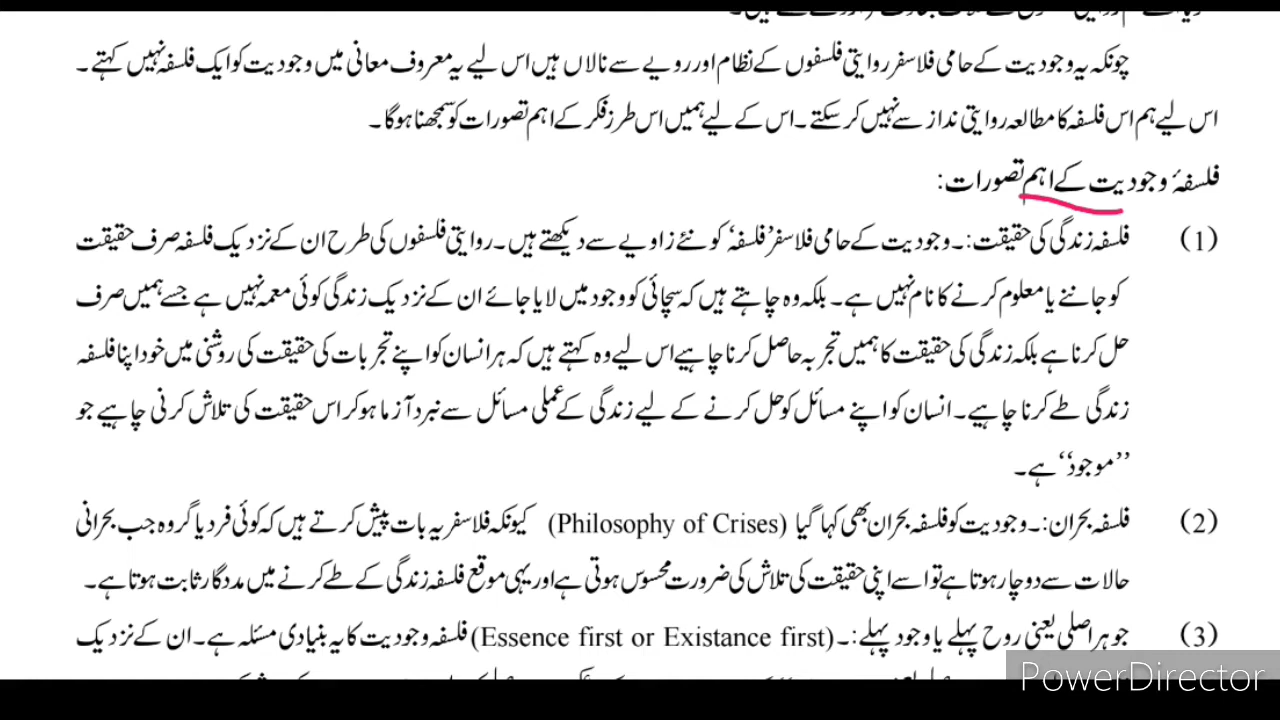 چونکہ یہ وجودیت کے حامی فلاسفر روایتی فلسفوں کے نظام اور رویے سے نالاں ہیں اس لیے یہ معروف معانی میں وجودیت کو ایک فلسفہ نہیں کہتے ۔
اس لیے ہم اس فلسفہ کا مطالعہ روایتی نداز سے نہیں کر سکتے ۔ اس کے لیے ہمیں اس طرز فکر کے اہم تصورات کو سمجھنا ہوگا ۔
فلسفۂ وجودیت کے اہم تصورات :
(1) فلسفہ زندگی کی حقیقت :۔ وجودیت کے حامی فلاسفر ’فلسفہ‘ کو نئے زاویے سے دیکھتے ہیں ۔ روایتی فلسفوں کی طرح ان کے نزدیک فلسفہ صرف حقیقت
کو جاننے یا معلوم کرنے کا نام نہیں ہے ۔ بلکہ وہ چاہتے ہیں کہ سچائی کو وجود میں لایا جائے ان کے نزدیک زندگی کوئی معمہ نہیں ہے جسے ہمیں صرف
حل کرنا ہے بلکہ زندگی کی حقیقت کا ہمیں تجربہ حاصل کرنا چاہیے اس لیے وہ کہتے ہیں کہ ہر انسان کو اپنے تجربات کی حقیقت کی روشنی میں خود اپنا فلسفہ
زندگی طے کرنا چاہیے ۔ انسان کو اپنے مسائل کو حل کرنے کے لیے زندگی کے عملی مسائل سے نبرد آزما ہو کر اس حقیقت کی تلاش کرنی چاہیے جو
’’موجود‘‘ ہے ۔
(2) فلسفہ بحران :۔ وجودیت کو فلسفہ بحران بھی کہا گیا (Philosophy of Crises) کیونکہ فلاسفر یہ بات پیش کرتے ہیں کہ کوئی فرد یا گروہ جب بحرانی
حالات سے دوچار ہوتا ہے تو اسے اپنی حقیقت کی تلاش کی ضرورت محسوس ہوتی ہے اور یہی موقع فلسفہ زندگی کے طے کرنے میں مددگار ثابت ہوتا ہے ۔
(3) جوہر اصلی یعنی روح پہلے یا وجود پہلے :۔ (Essence first or Existance first) فلسفہ وجودیت کا یہ بنیادی مسئلہ ہے ۔ ان کے نزدیک
PowerDirector